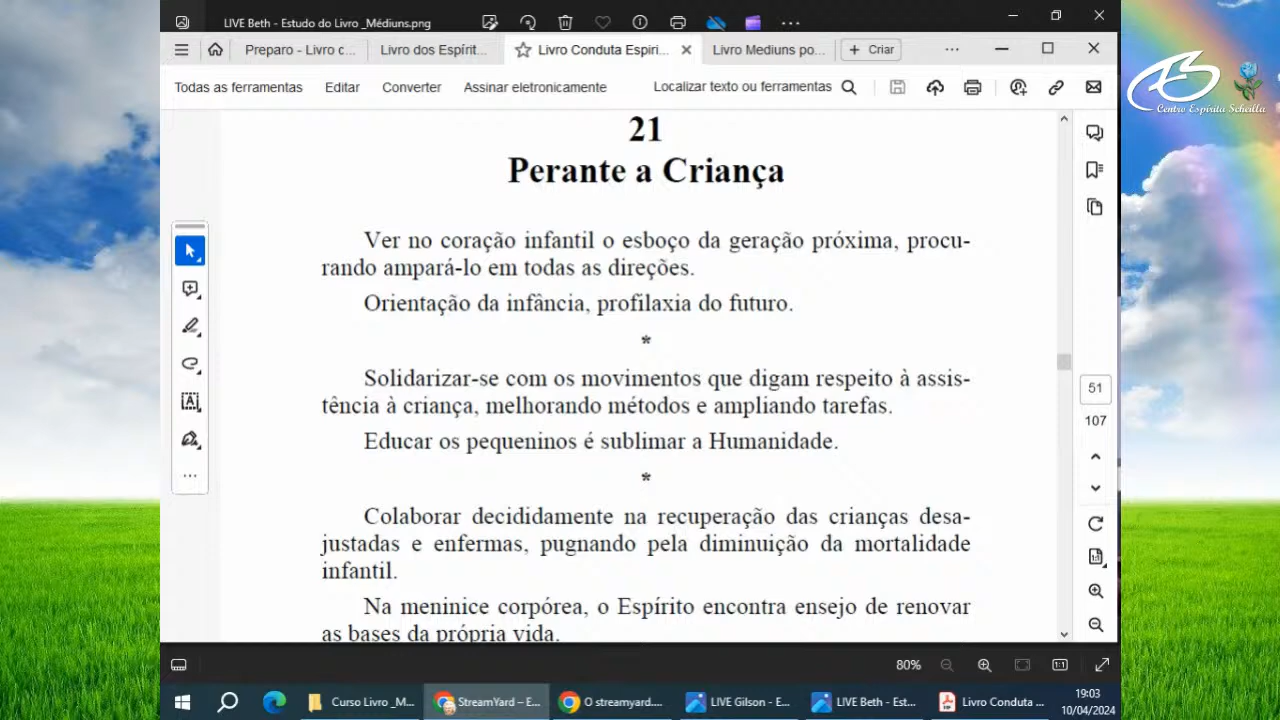 LIVE Beth - Estudo do Livro _Médiuns.png
Preparo - Livro c...
Livro dos Espírit...
Livro Conduta Espiri...
Livro Mediuns po...
+ Criar
Todas as ferramentas
Editar
Converter
Assinar eletronicamente
Localizar texto ou ferramentas
Centro Espírita Scheilla
21
Perante a Criança
Ver no coração infantil o esboço da geração próxima, procu-
rando ampará-lo em todas as direções.
Orientação da infância, profilaxia do futuro.
*
Solidarizar-se com os movimentos que digam respeito à assis-
tência à criança, melhorando métodos e ampliando tarefas.
Educar os pequeninos é sublimar a Humanidade.
*
Colaborar decididamente na recuperação das crianças desa-
justadas e enfermas, pugnando pela diminuição da mortalidade
infantil.
Na meninice corpórea, o Espírito encontra ensejo de renovar
as bases da própria vida.
51
107
80%
Curso Livro _M...
StreamYard – E...
O streamyard....
LIVE Gilson - E...
LIVE Beth - Est...
Livro Conduta ...
19:03
10/04/2024